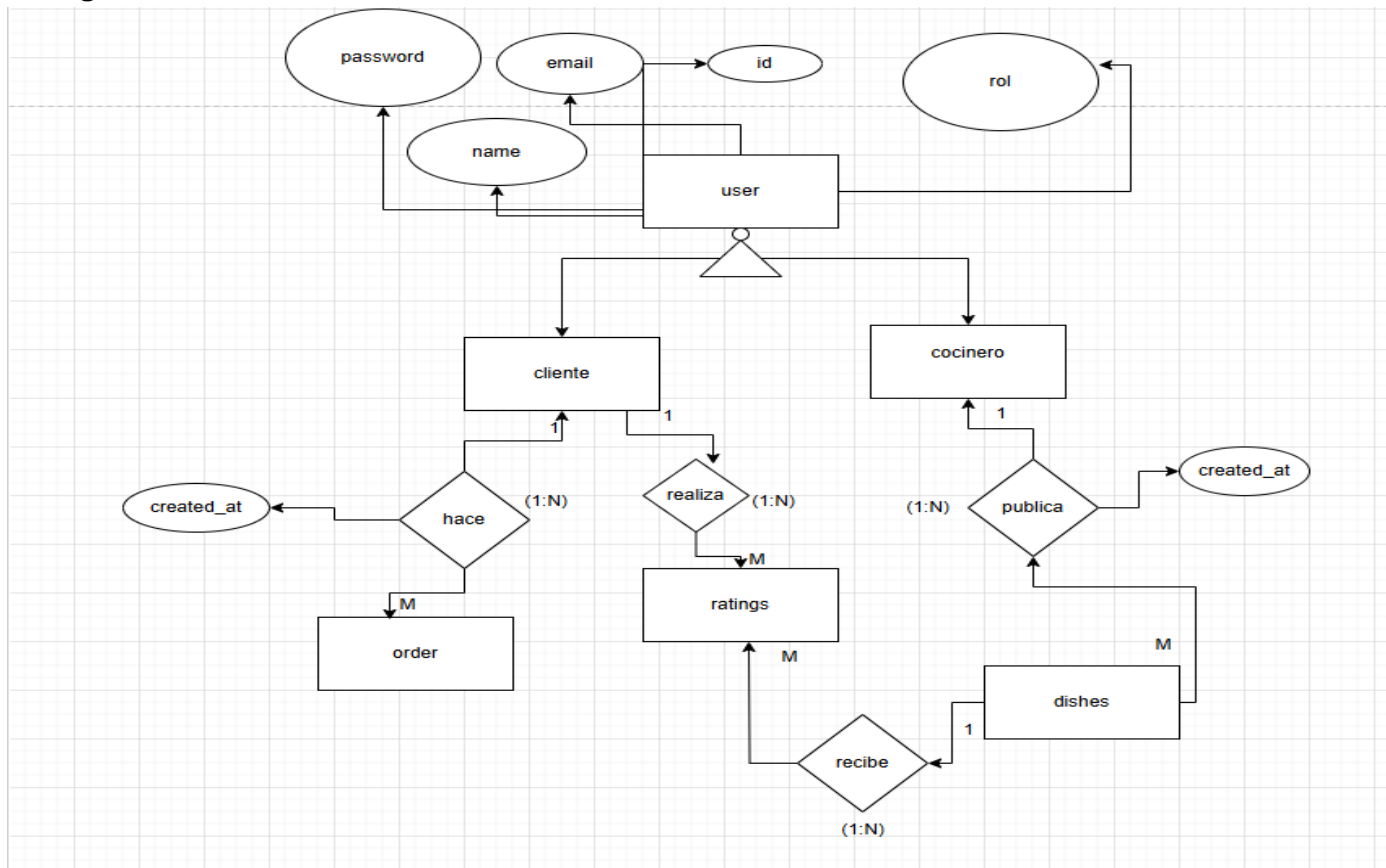 password
email
id
rol
name
user
cliente
cocinero
1
1
1
created_at
hace
(1:N)
realiza
(1:N)
(1:N)
publica
created_at
M
M
order
ratings
M
M
dishes
1
recibe
(1:N)